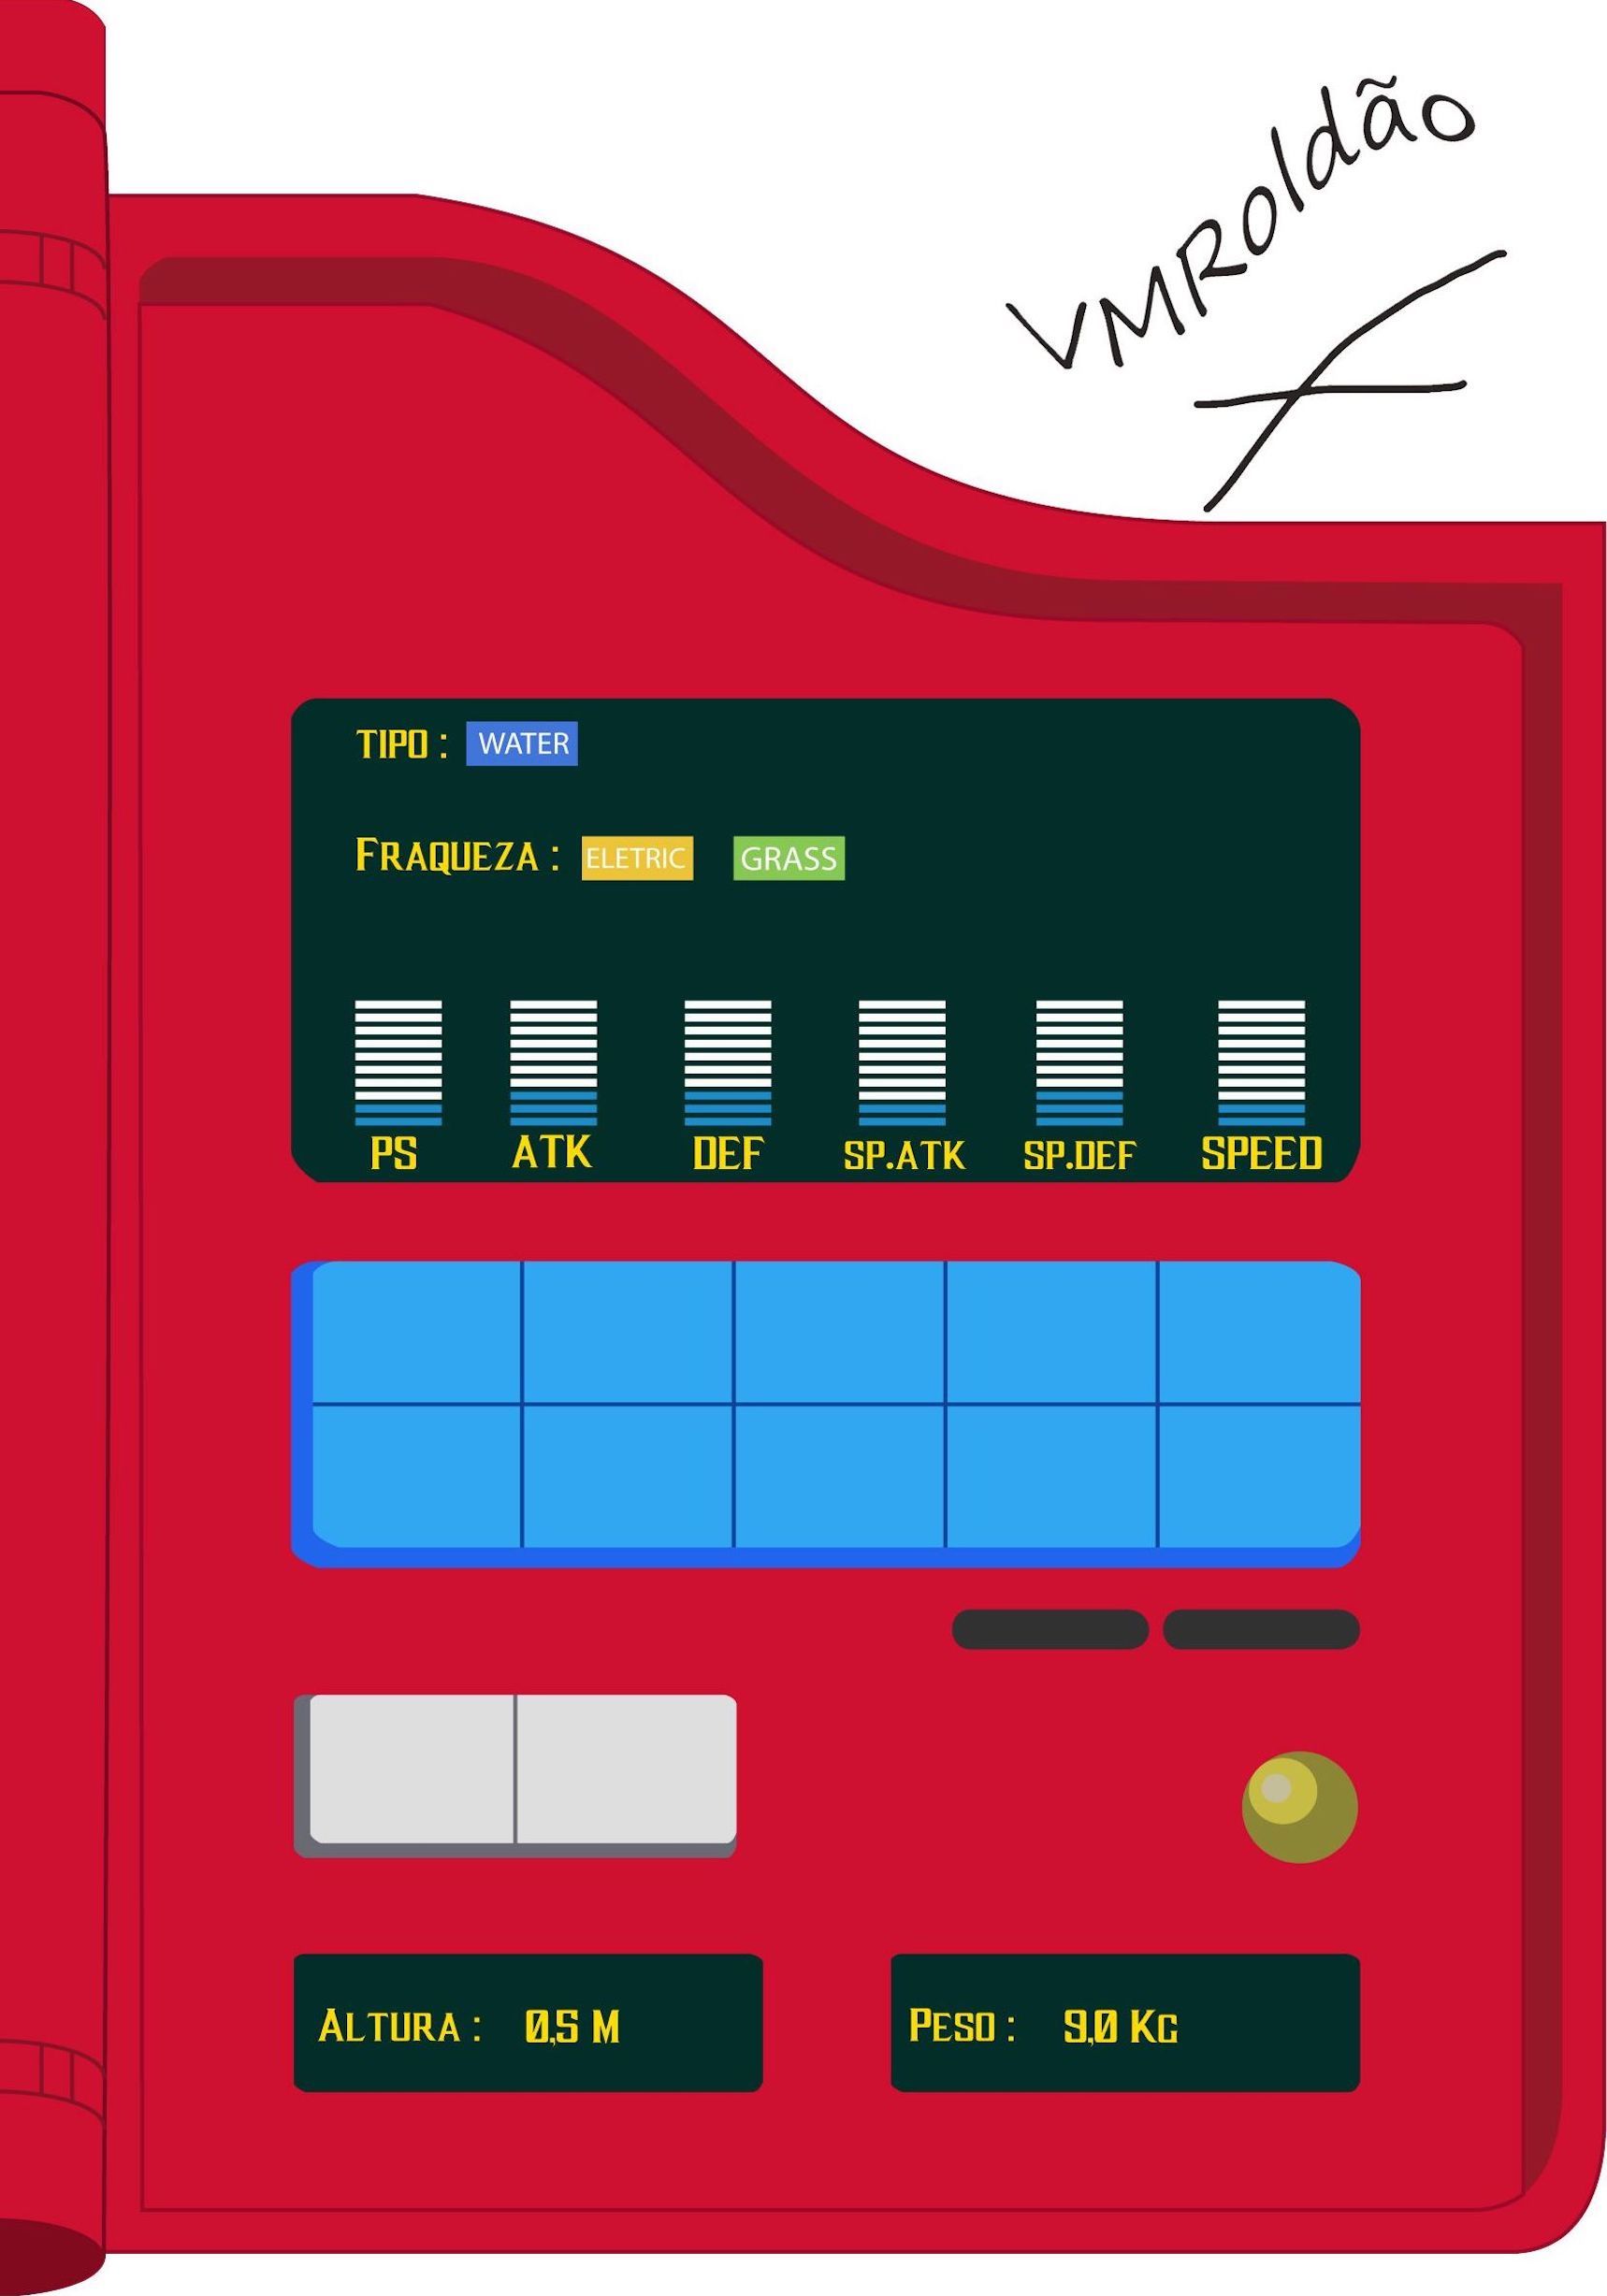 VMRoldão
TIPO : WATER
FRAQUEZA : ELETRIC GRASS
PS ATK DEF SP.ATK SP.DEF SPEED
ALTURA : 0,5 M PESO : 9,0 KG